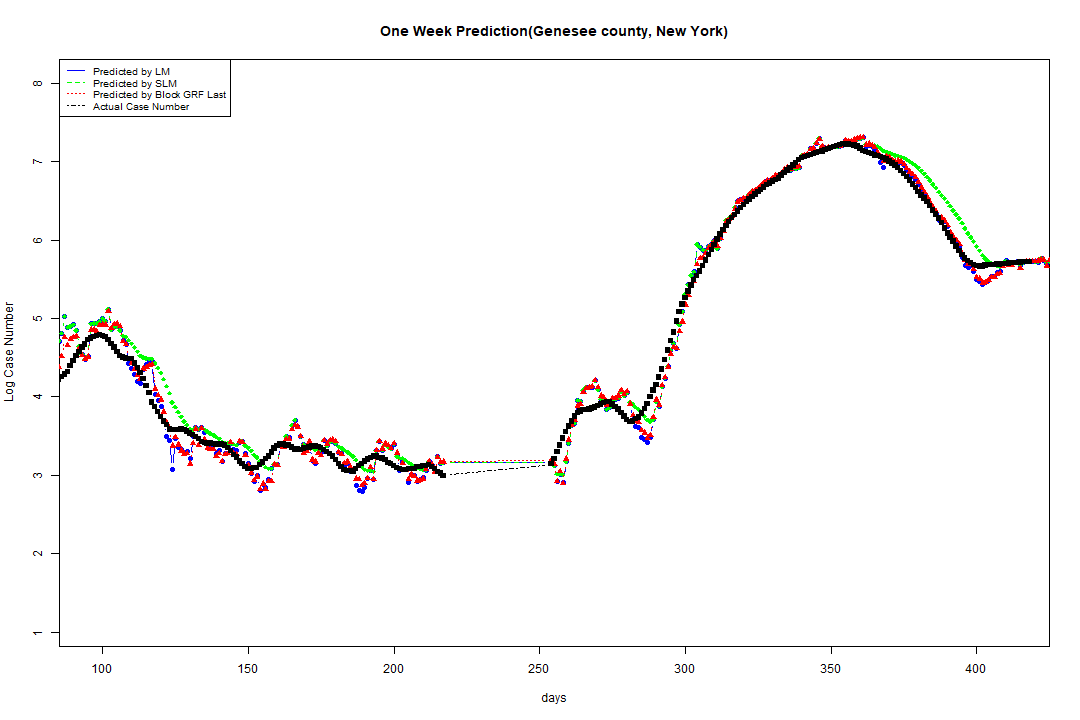 One Week Prediction(Genesee county, New York)
Predicted by LM
Predicted by SLM
Predicted by Block GRF Last
Actual Case Number
Log Case Number
8
7
6
5
4
3
2
1
100 150 200 250 300 350 400
days